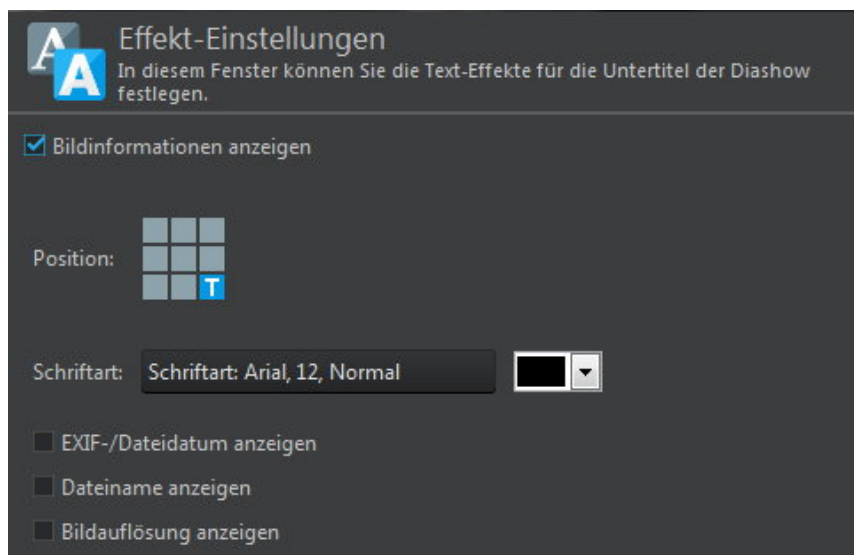 Effekt-Einstellungen
In diesem Fenster können Sie die Text-Effekte für die Untertitel der Diashow
festlegen.
Bildinformationen anzeigen
Position:
T
Schriftart: Schriftart: Arial, 12, Normal
EXIF-/Dateidatum anzeigen
Dateiname anzeigen
Bildauflösung anzeigen